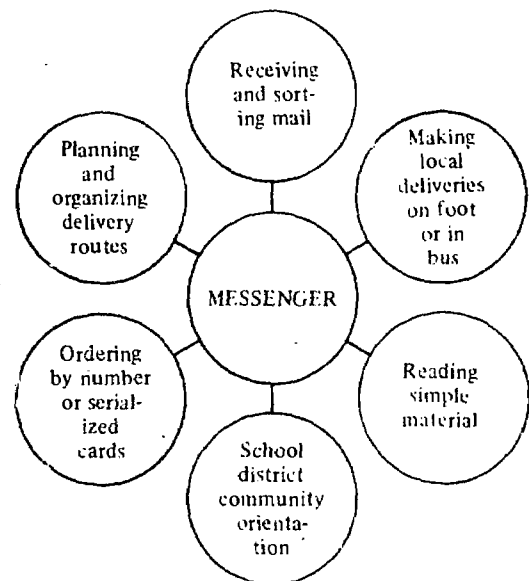 Receiving
and sort-
ing mail
Making
local
deliveries
on foot
or in
bus
Reading
simple
material
School
district
community
orienta-
tion
Ordering
by number
or serial-
ized
cards
Planning
and
organizing
delivery
routes
MESSENGER